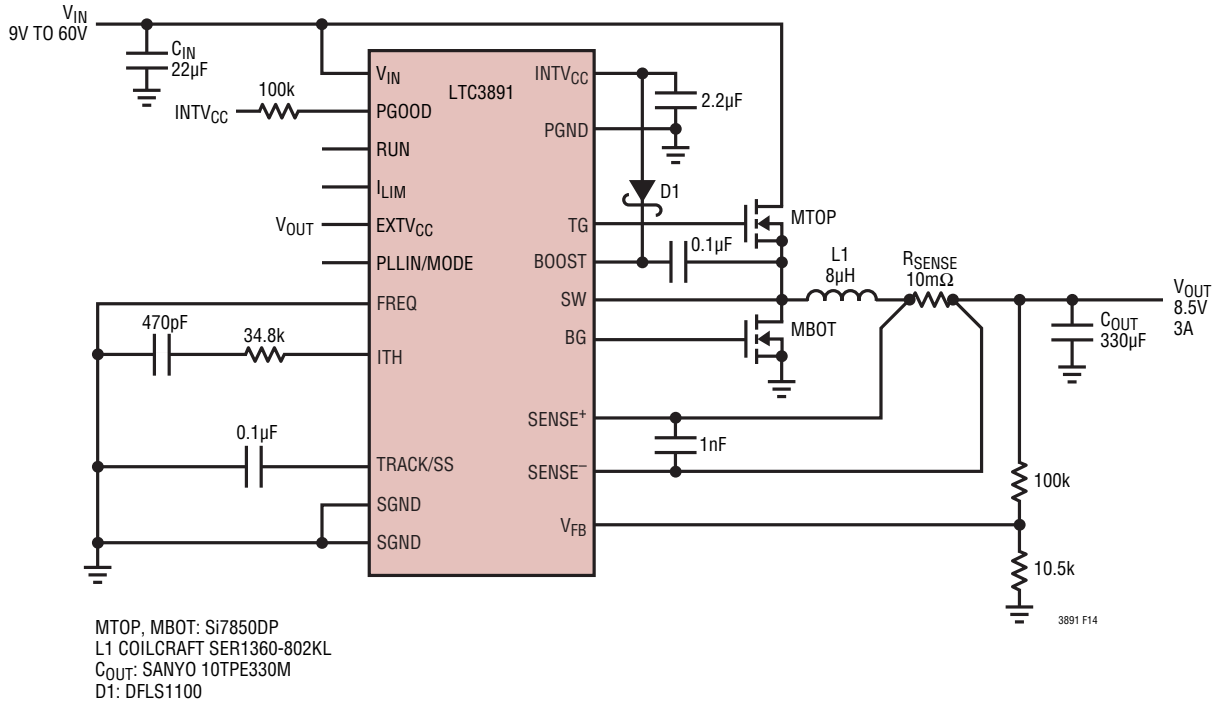 VIN
9V TO 60V
CIN
22µF
INTVCC
100k
VOUT
470pF
34.8k
0.1µF
LTC3891
VIN
PGOOD
RUN
ILIM
EXTVCC
PLLIN/MODE
FREQ
ITH
TRACK/SS
SGND
SGND
INTVCC
PGND
TG
BOOST
SW
BG
SENSE+
SENSE–
VFB
2.2µF
D1
0.1µF
MTOP
MBOT
L1
8µH
RSENSE
10mΩ
1nF
VOUT
8.5V
3A
COUT
330µF
100k
10.5k
3891 F14
MTOP, MBOT: Si7850DP
L1 COILCRAFT SER1360-802KL
COUT: SANYO 10TPE330M
D1: DFLS1100